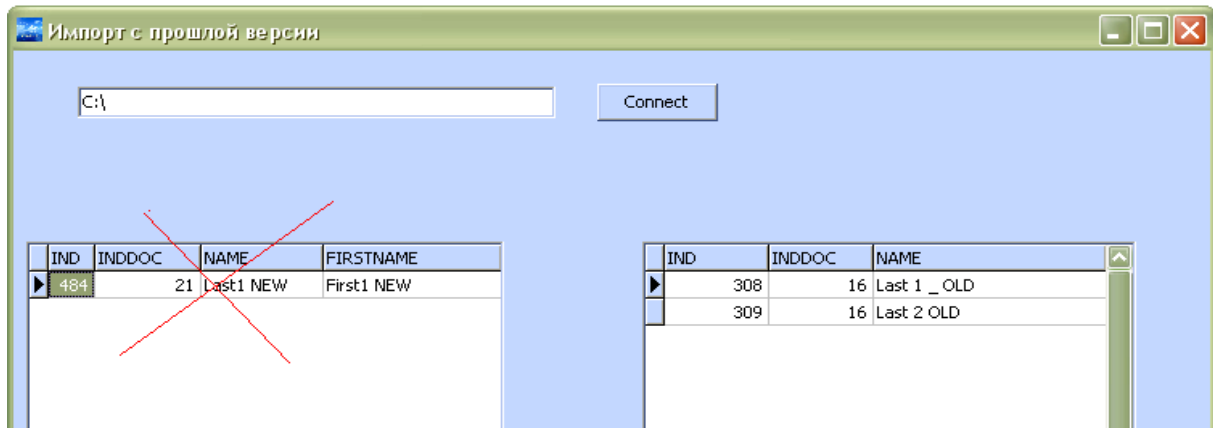 Импорт с прошлой версии
C:\
Connect
IND INDDOC NAME FIRSTNAME
484 21 Last1 NEW First1 NEW
IND INDDOC NAME
308 16 Last 1 _ OLD
309 16 Last 2 OLD